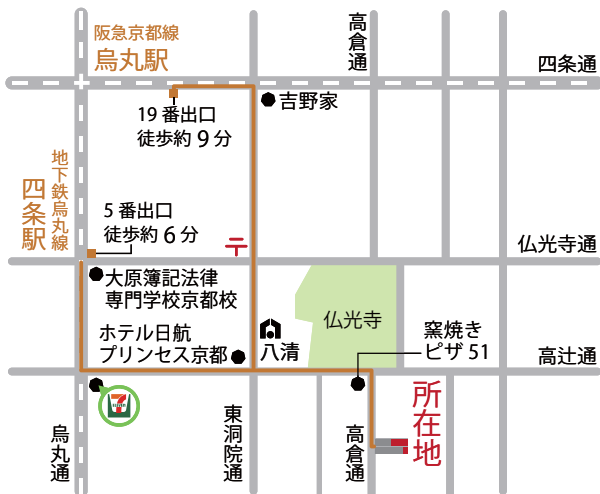 阪急京都線
烏丸駅
高倉通
四条通
吉野家
19番出口
徒歩約9分
地下鉄烏丸線
四条駅
5番出口
徒歩約6分
〒
仏光寺通
大原簿記法律
専門学校京都校
仏光寺
ホテル日航
プリンセス京都
八清
窯焼き
ピザ51
高辻通
所在地
烏丸通
東洞院通
高倉通